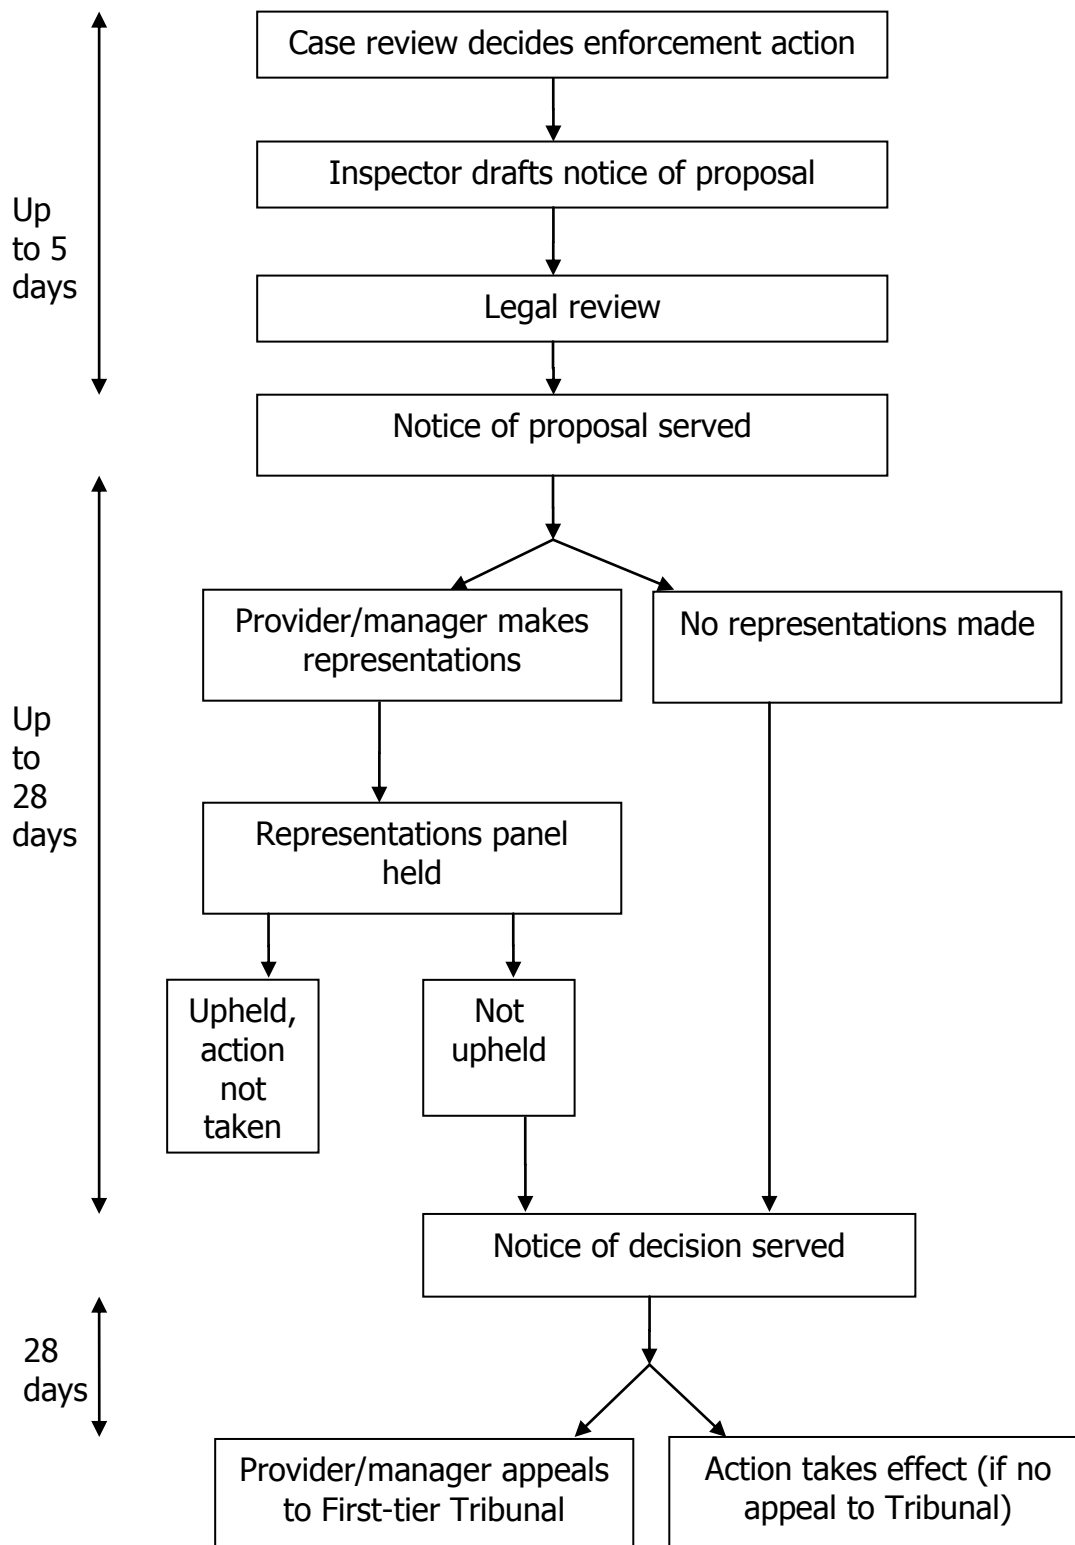 Case review decides enforcement action
Inspector drafts notice of proposal
Up
to 5
days
Legal review
Notice of proposal served
Provider/manager makes
representations
No representations made
Up
to
28
days
Representations panel
held
Upheld,
action
not
taken
Not
upheld
Notice of decision served
28
days
Provider/manager appeals
to First-tier Tribunal
Action takes effect (if no
appeal to Tribunal)